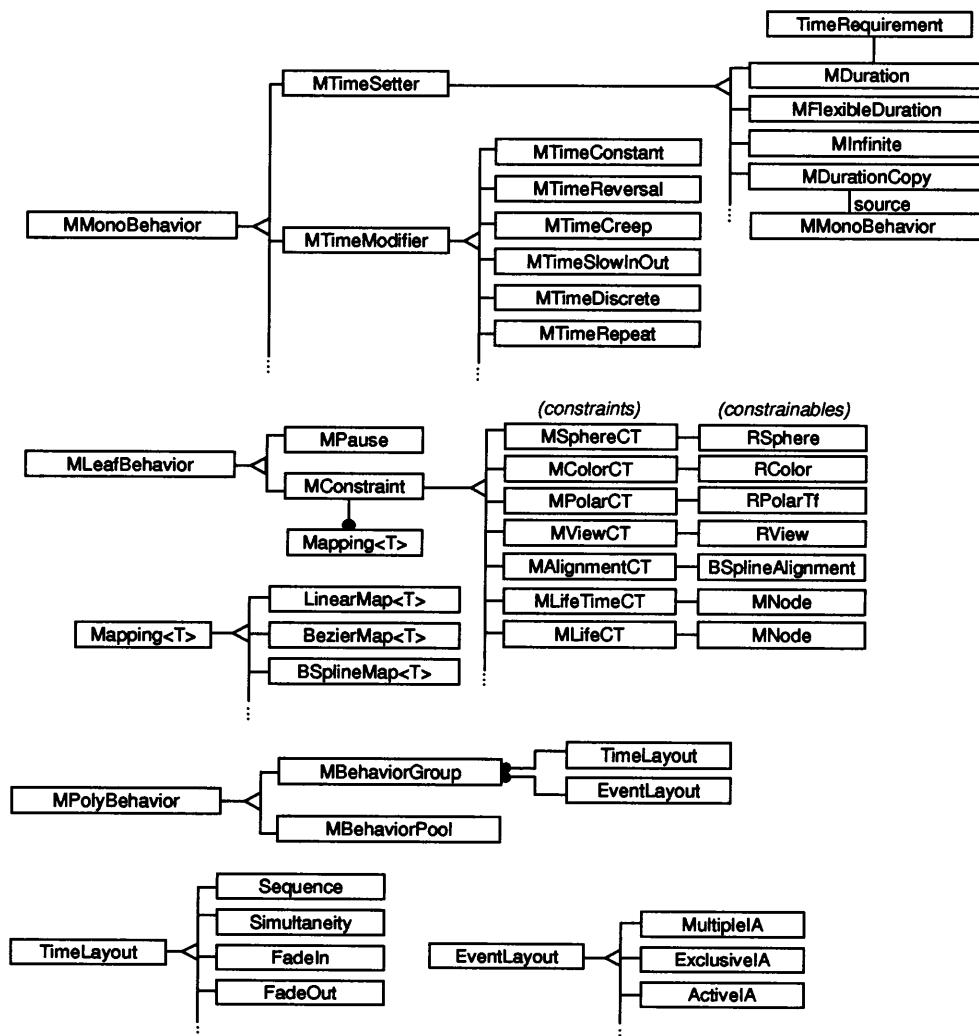 TimeRequirement
MTimeSetter
MDuration
MFlexibleDuration
MInfinite
MDurationCopy
source
MMonoBehavior
MMonoBehavior
MTimeModifier
MTimeConstant
MTimeReversal
MTimeCreep
MTimeSlowInOut
MTimeDiscrete
MTimeRepeat
(constraints)
(constrainables)
MLeafBehavior
MPause
MConstraint
Mapping<T>
MSphereCT
RSphere
MColorCT
RColor
MPolarCT
RPolarTf
MViewCT
RView
MAlignmentCT
BSplineAlignment
MLifeTimeCT
MNode
MLifeCT
MNode
Mapping<T>
LinearMap<T>
BezierMap<T>
BSplineMap<T>
MPolyBehavior
MBehaviorGroup
TimeLayout
EventLayout
MBehaviorPool
TimeLayout
Sequence
Simultaneity
FadeIn
FadeOut
EventLayout
MultipleIA
ExclusiveIA
ActiveIA